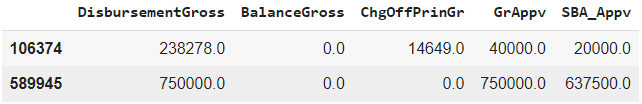 DisbursementGross BalanceGross ChgOffPrinGr GrAppv SBA_Appv
106374 238278.0 0.0 14649.0 40000.0 20000.0
589945 750000.0 0.0 0.0 750000.0 637500.0